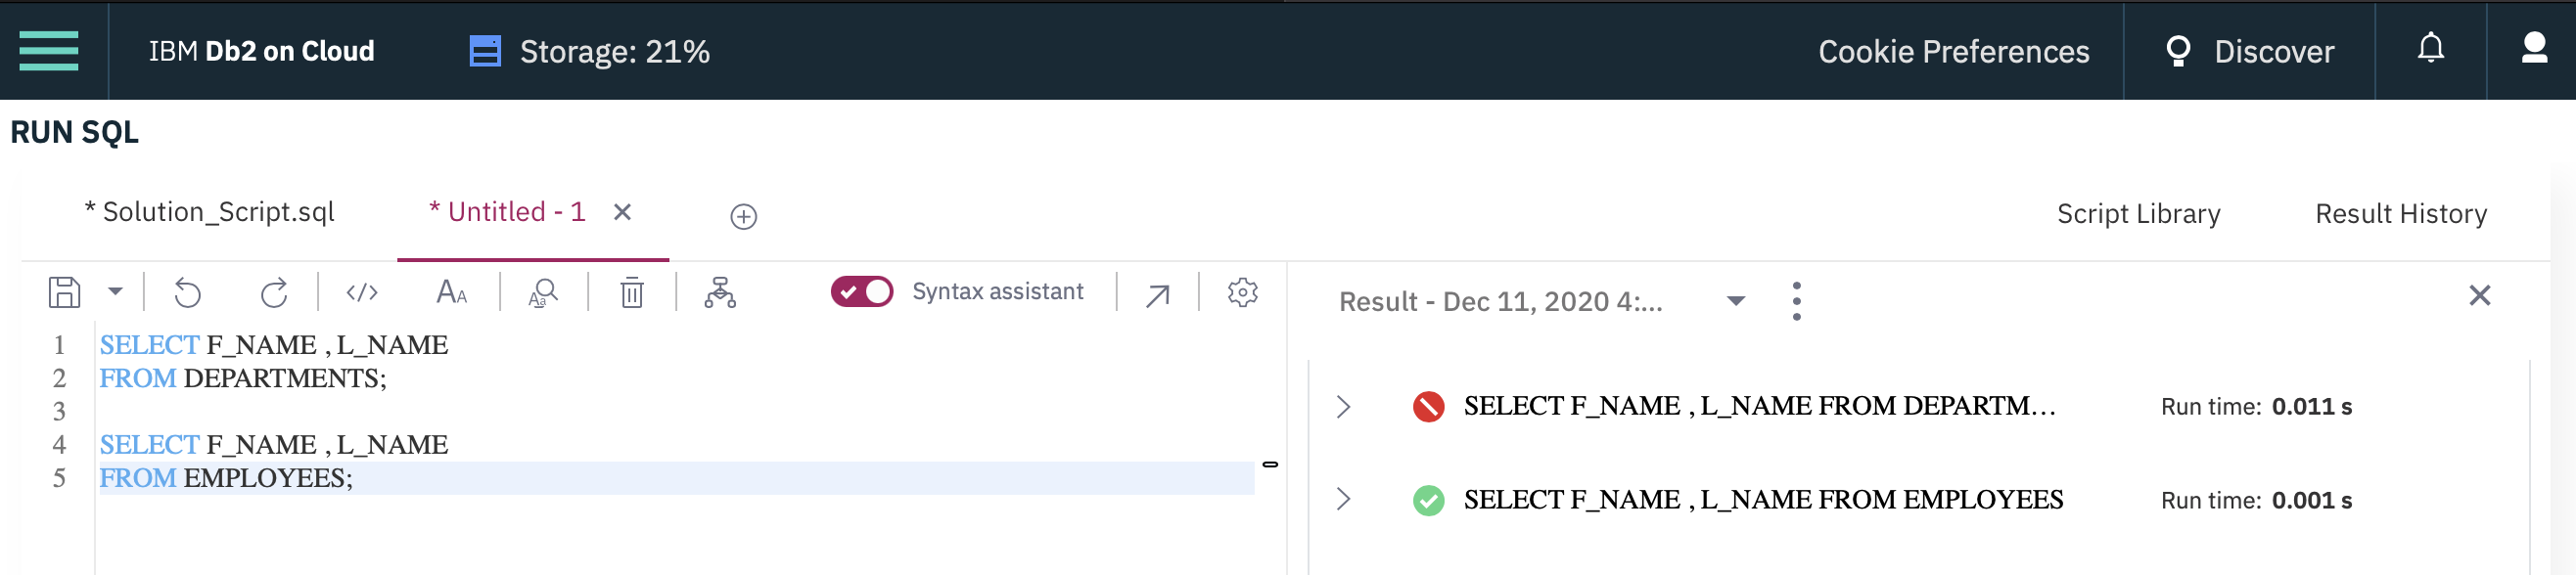 IBM Db2 on Cloud Storage: 21% Cookie Preferences Discover
RUN SQL
* Solution_Script.sql * Untitled - 1 Script Library Result History
Syntax assistant
Result - Dec 11, 2020 4:...
1 SELECT F_NAME , L_NAME
2 FROM DEPARTMENTS;
3
4 SELECT F_NAME , L_NAME
5 FROM EMPLOYEES;
SELECT F_NAME , L_NAME FROM DEPARTM... Run time: 0.011 s
SELECT F_NAME , L_NAME FROM EMPLOYEES Run time: 0.001 s